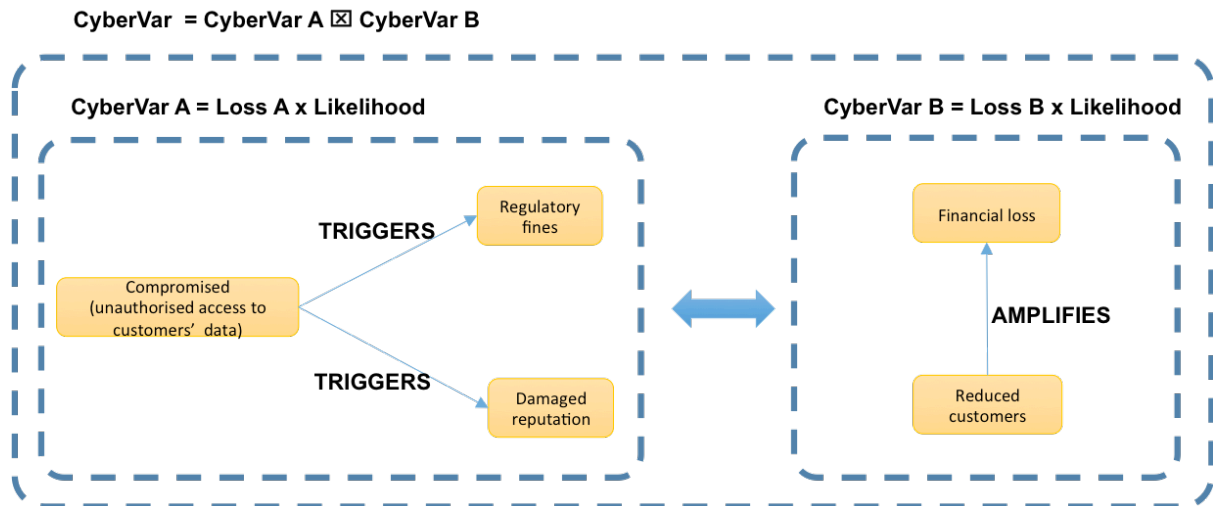 CyberVar = CyberVar A ⊠ CyberVar B
CyberVar A = Loss A x Likelihood
CyberVar B = Loss B x Likelihood
Compromised
(unauthorised access to
customers' data)
TRIGGERS
Regulatory
fines
TRIGGERS
Damaged
reputation
Financial loss
AMPLIFIES
Reduced
customers